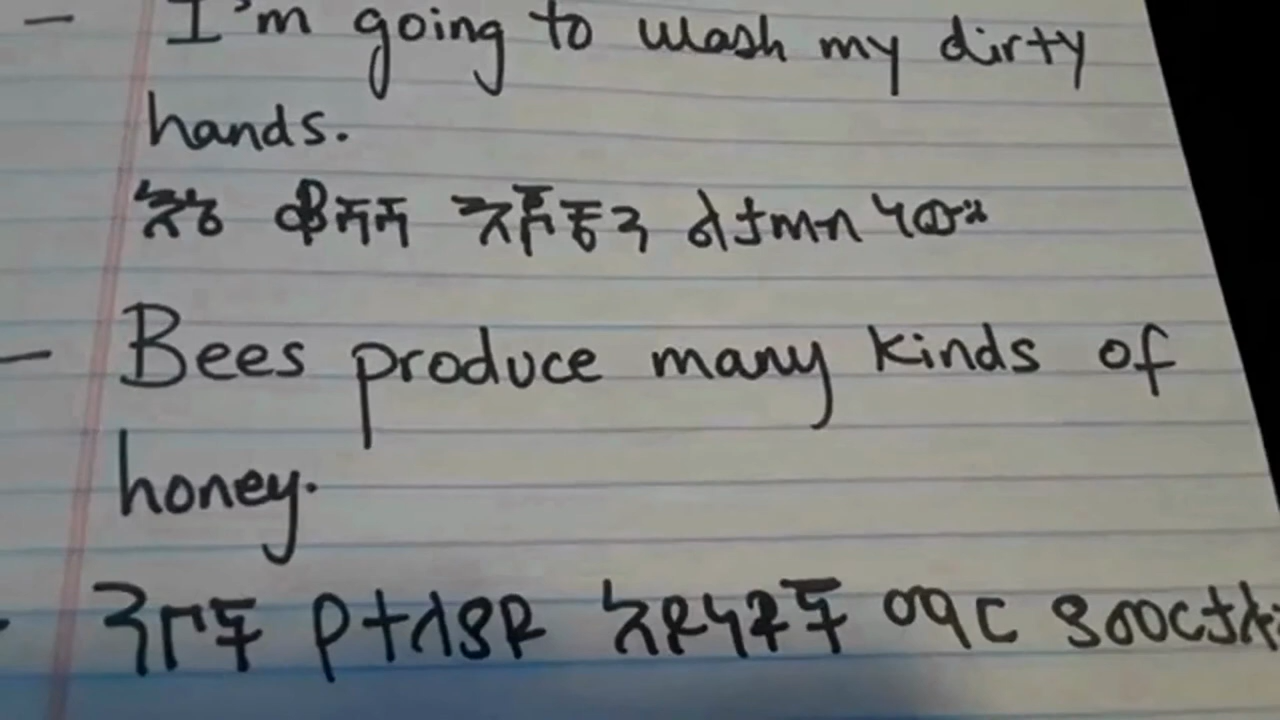 - I'm going to wash my dirty
hands.
እኔ ቆሻሻ እጆቼን ልታጠብ ነው።
- Bees produce many kinds of
honey.
ንቦች የተለያዩ አይነቶች ማር ያመርታሉ